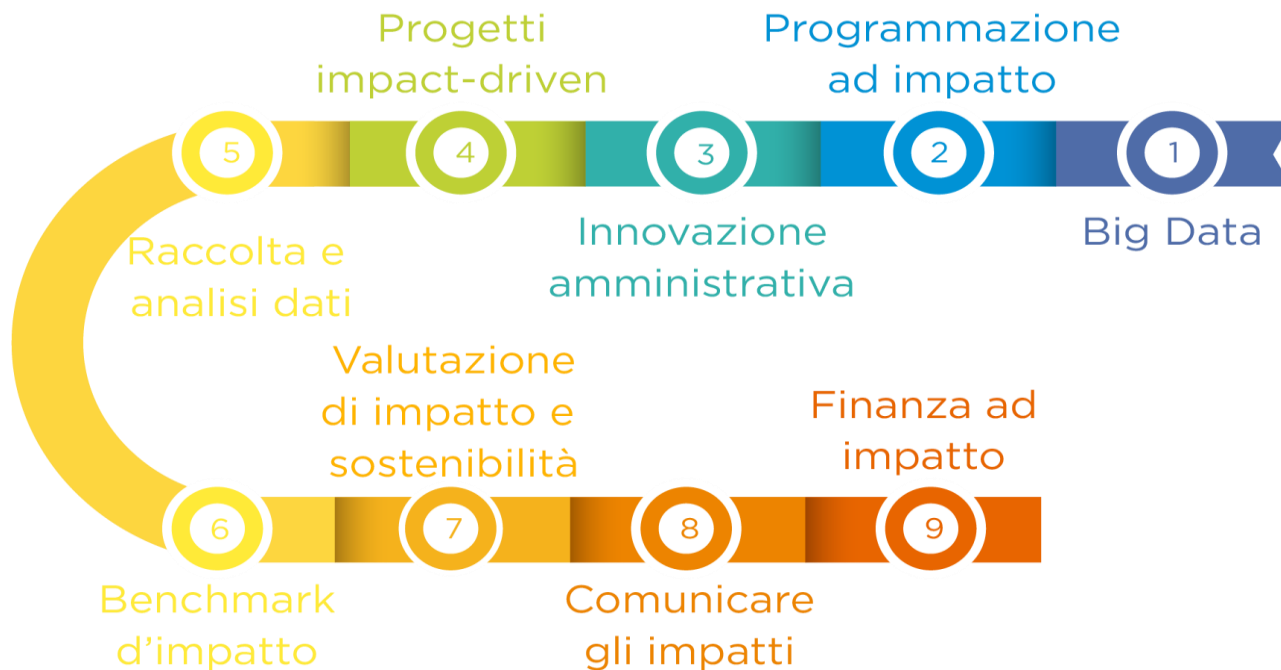 Progetti
impact-driven
Programmazione
ad impatto
5
4
3
2
1
Raccolta e
analisi dati
Innovazione
amministrativa
Big Data
Valutazione
di impatto e
sostenibilità
Finanza ad
impatto
6
7
8
9
Benchmark
d’impatto
Comunicare
gli impatti